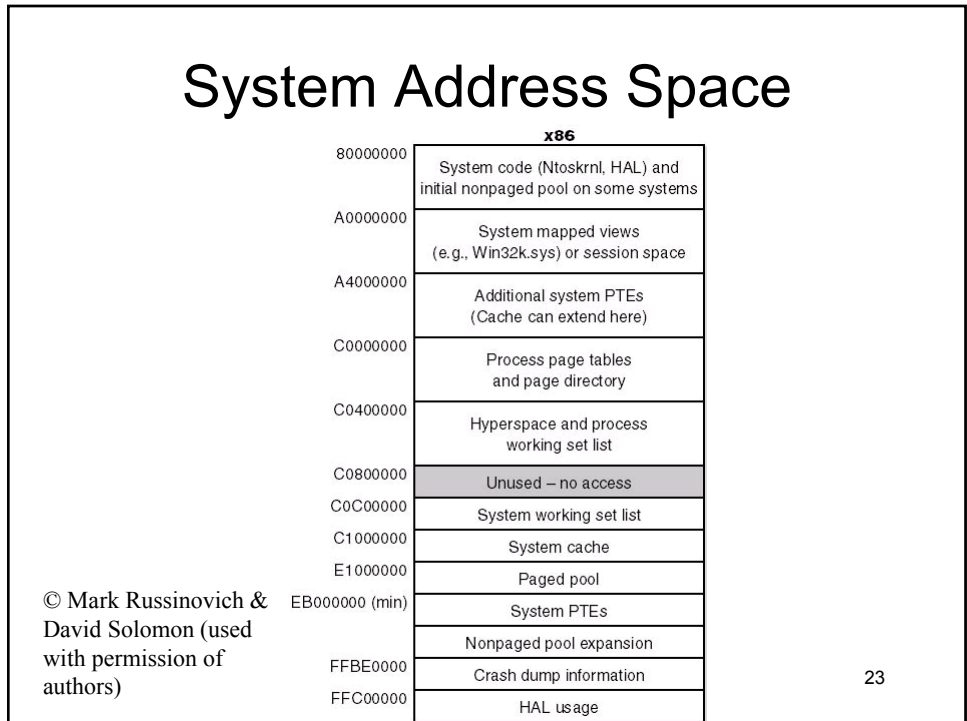 System Address Space
x86
80000000
System code (Ntoskrnl, HAL) and
initial nonpaged pool on some systems
A0000000
System mapped views
(e.g., Win32k.sys) or session space
A4000000
Additional system PTEs
(Cache can extend here)
C0000000
Process page tables
and page directory
C0400000
Hyperspace and process
working set list
C0800000
Unused – no access
C0C00000
System working set list
C1000000
System cache
E1000000
Paged pool
EB000000 (min)
System PTEs
Nonpaged pool expansion
FFBE0000
Crash dump information
FFC00000
HAL usage
© Mark Russinovich &
David Solomon (used
with permission of
authors)
23